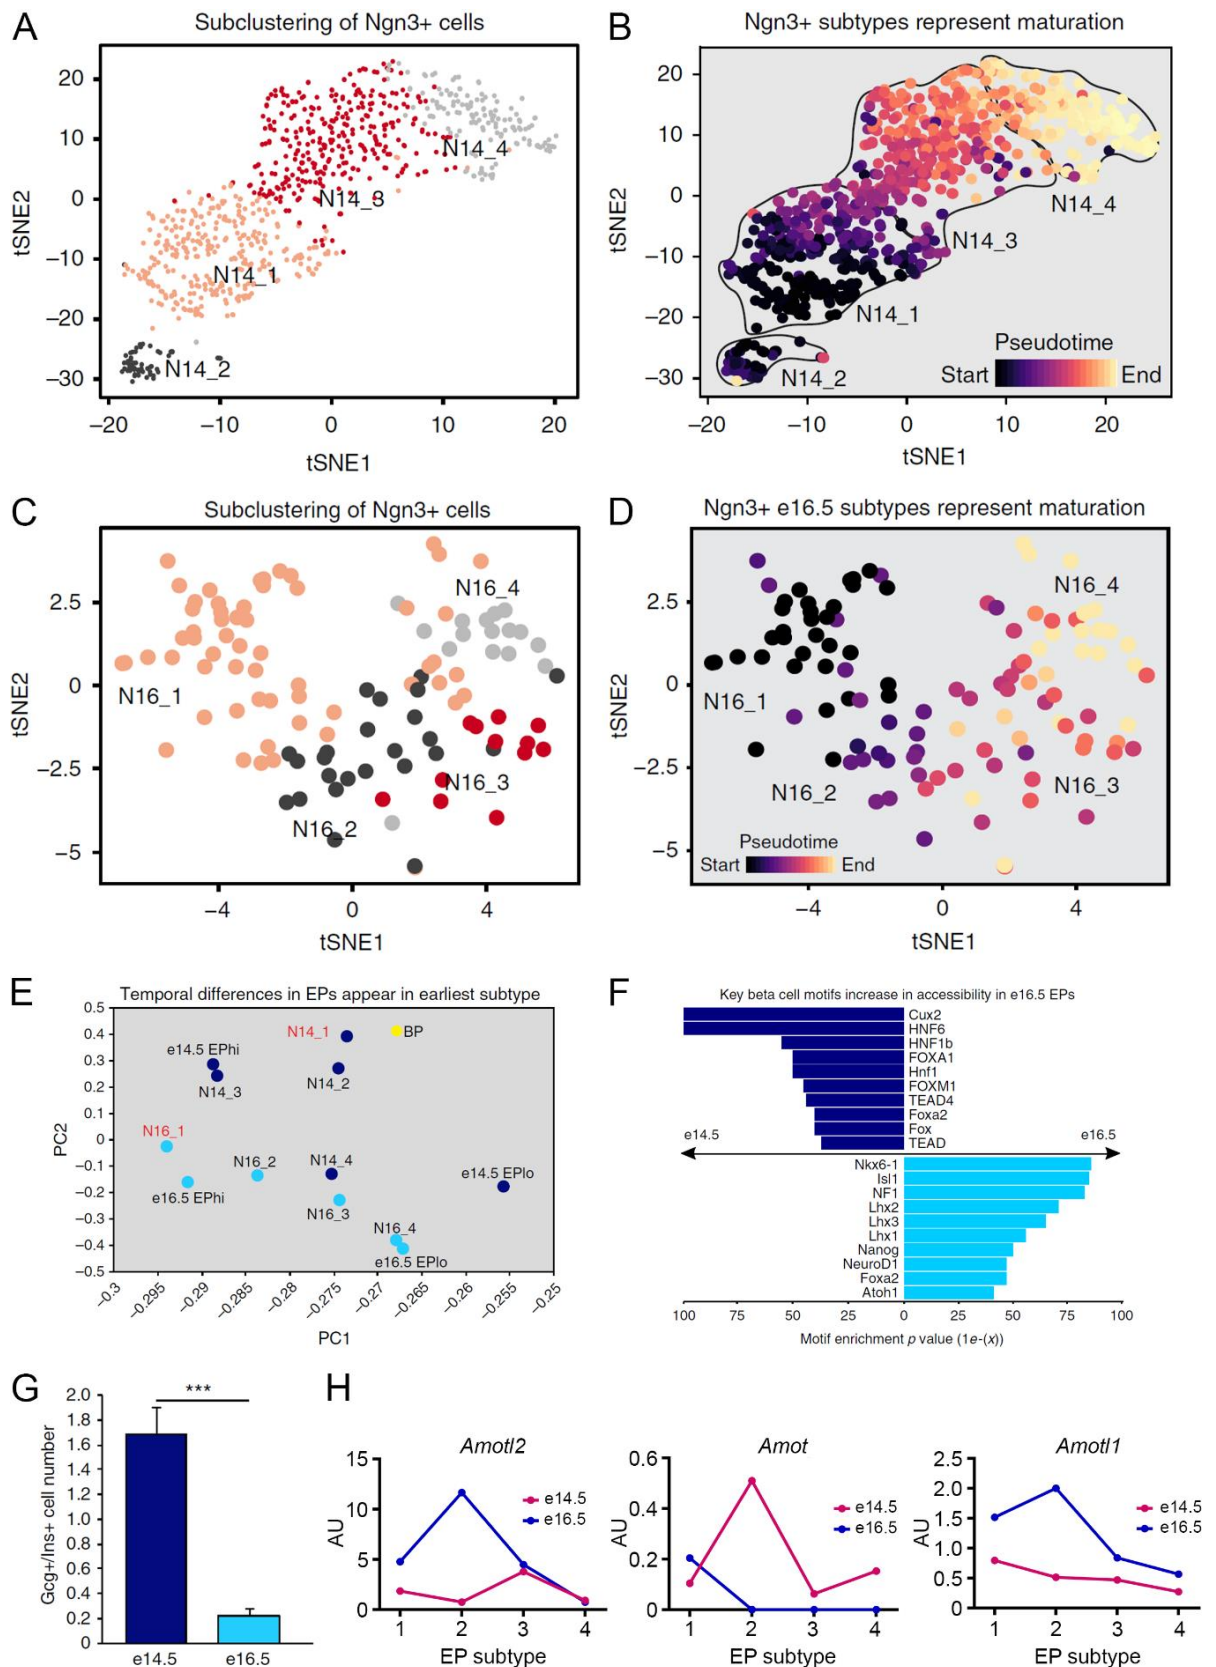 A
Subclustering of Ngn3+ cells
tSNE2
20
10
0
−10
−20
−30
N14_4
N14_3
N14_1
N14_2
−20
−10
0
10
20
tSNE1
B
Ngn3+ subtypes represent maturation
tSNE2
20
10
0
−10
−20
−30
N14_4
N14_3
N14_1
N14_2
Pseudotime
Start
End
−20
−10
0
10
20
tSNE1
C
Subclustering of Ngn3+ cells
tSNE2
2.5
0
−2.5
−5
N16_4
N16_1
N16_3
N16_2
−4
0
4
tSNE1
D
Ngn3+ e16.5 subtypes represent maturation
tSNE2
2.5
0
−2.5
−5
N16_4
N16_1
N16_2
N16_3
Pseudotime
Start
End
−4
0
4
tSNE1
E
Temporal differences in EPs appear in earliest subtype
PC2
0.5
0.4
0.3
0.2
0.1
0
−0.1
−0.2
−0.3
−0.4
−0.5
N14_1
BP
e14.5 EPhi
N14_3
N14_2
N16_1
N16_2
N14_4
e14.5 EPlo
e16.5 EPhi
N16_3
N16_4
e16.5 EPlo
−0.3
−0.295
−0.29
−0.285
−0.28
−0.275
−0.27
−0.265
−0.26
−0.255
−0.25
PC1
F
Key beta cell motifs increase in accessibility in e16.5 EPs
Cux2
HNF6
HNF1b
FOXA1
Hnf1
FOXM1
TEAD4
Foxa2
Fox
TEAD
e14.5
e16.5
Nkx6-1
Isl1
NF1
Lhx2
Lhx3
Lhx1
Nanog
NeuroD1
Foxa2
Atoh1
100
75
50
25
0
25
50
75
100
Motif enrichment p value (1e-(x))
G
Gcg+/Ins+ cell number
2.0
1.8
1.6
1.4
1.2
1.0
0.8
0.6
0.4
0.2
0
***
e14.5
e16.5
H
Amotl2
AU
15
10
5
0
e14.5
e16.5
1
2
3
4
EP subtype
Amot
AU
0.6
0.4
0.2
0
e14.5
e16.5
1
2
3
4
EP subtype
Amotl1
AU
2.5
2.0
1.5
1.0
0.5
0
e14.5
e16.5
1
2
3
4
EP subtype